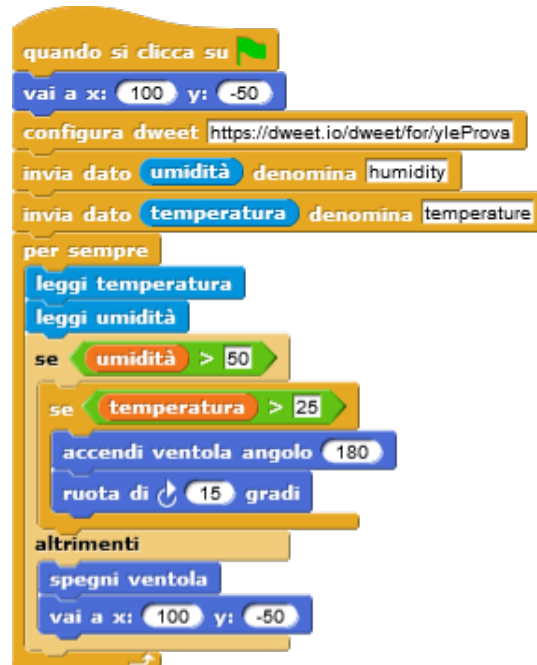 quando si clicca su
vai a x: 100 y: -50
configura dweet https://dweet.io/dweet/for/yleProva
invia dato umidità denomina humidity
invia dato temperatura denomina temperature
per sempre
leggi temperatura
leggi umidità
se umidità > 50
se temperatura > 25
accendi ventola angolo 180
ruota di 15 gradi
altrimenti
spegni ventola
vai a x: 100 y: -50